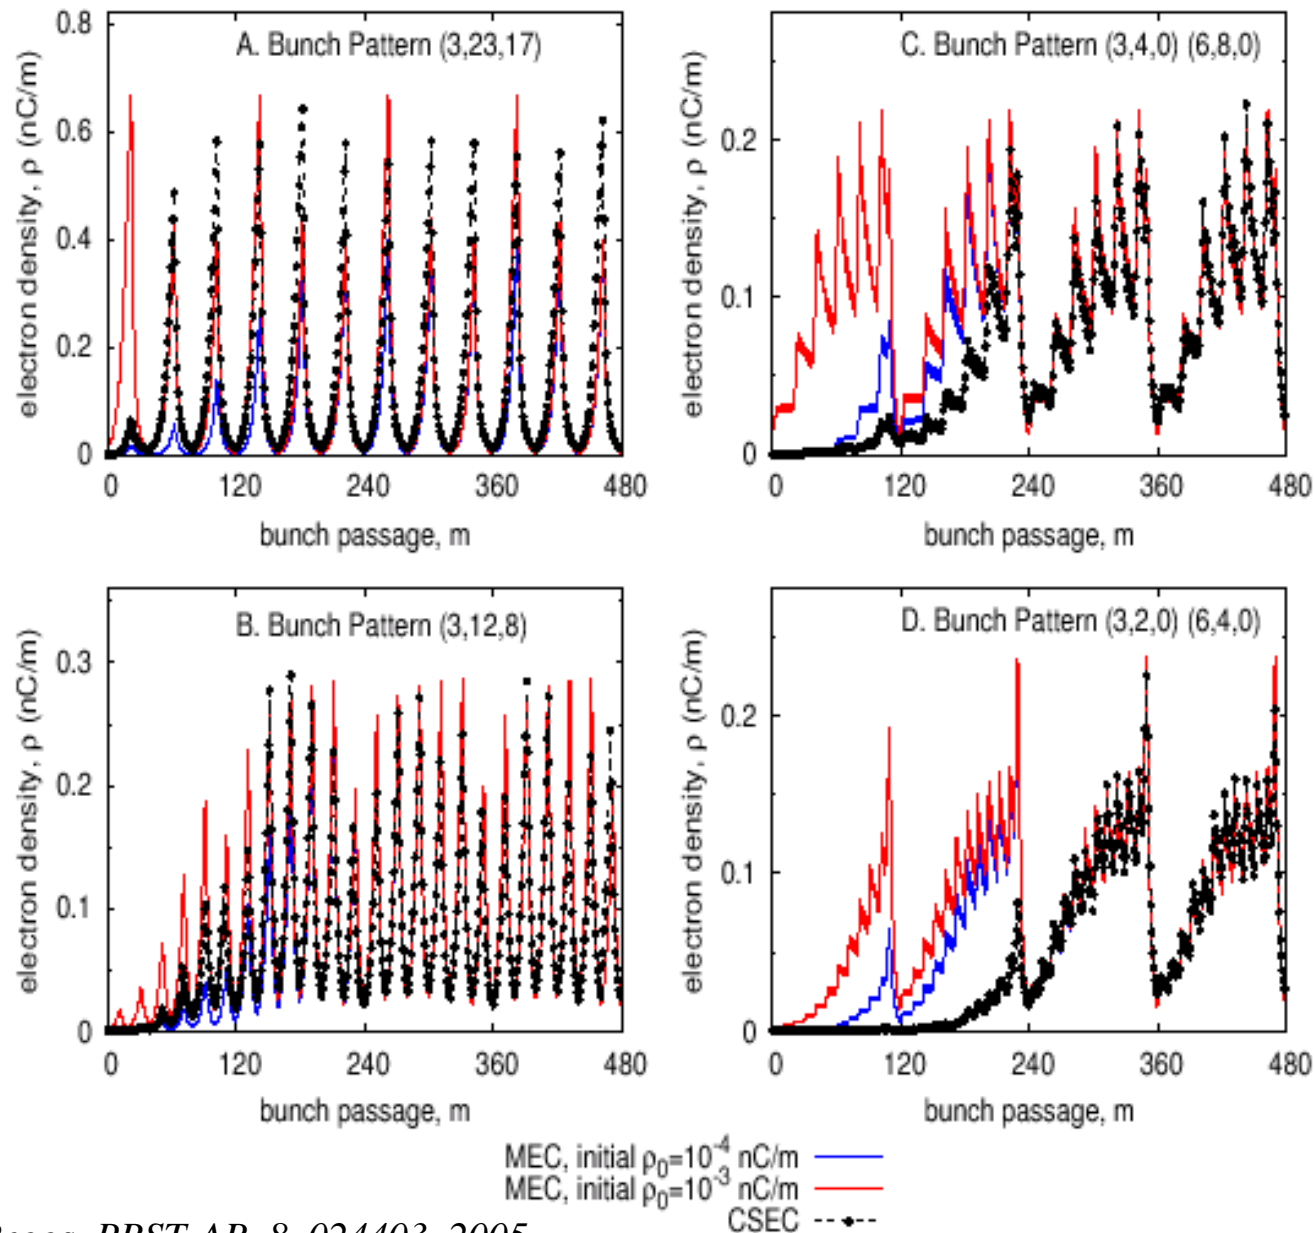 A. Bunch Pattern (3,23,17)
electron density, ρ (nC/m)
0.8
0.6
0.4
0.2
0
0 120 240 360 480
bunch passage, m
C. Bunch Pattern (3,4,0) (6,8,0)
electron density, ρ (nC/m)
0.2
0.1
0
0 120 240 360 480
bunch passage, m
B. Bunch Pattern (3,12,8)
electron density, ρ (nC/m)
0.3
0.2
0.1
0
0 120 240 360 480
bunch passage, m
D. Bunch Pattern (3,2,0) (6,4,0)
electron density, ρ (nC/m)
0.2
0.1
0
0 120 240 360 480
bunch passage, m
MEC, initial ρ₀=10⁻⁴ nC/m
MEC, initial ρ₀=10⁻³ nC/m
CSEC
8, 024403, 2005